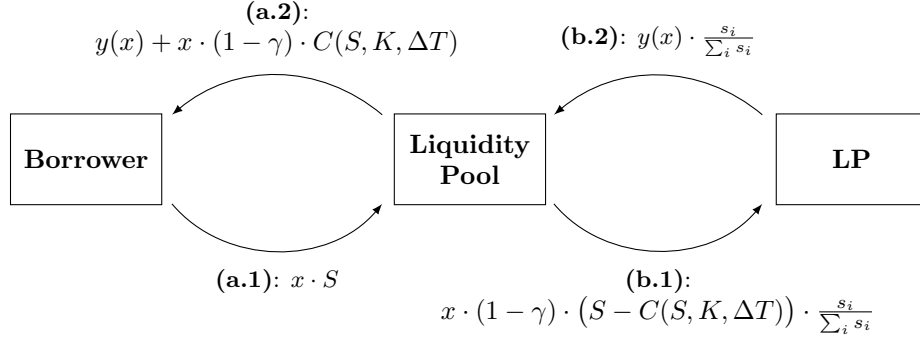 (a.2):
y(x) + x · (1 − γ) · C(S, K, ΔT)
(b.2): y(x) · s_i / ∑_i s_i
Borrower
Liquidity
Pool
LP
(a.1): x · S
(b.1):
x · (1 − γ) · (S − C(S, K, ΔT)) · s_i / ∑_i s_i